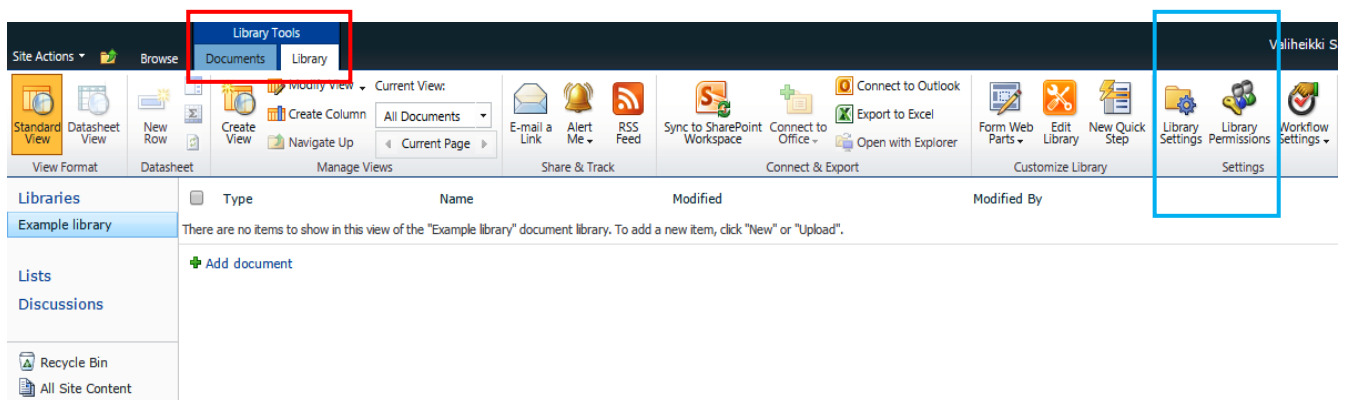 Library Tools
Site Actions Browse Documents Library Valiheikki S
Modify View Current View:
Connect to Outlook
Create Column All Documents
Export to Excel
Standard View Datasheet View New Row Create View Navigate Up Current Page E-mail a Link Alert Me RSS Feed Sync to SharePoint Workspace Connect to Office Open with Explorer Form Web Parts Edit Library New Quick Step Library Settings Library Permissions Workflow Settings
View Format Datasheet Manage Views Share & Track Connect & Export Customize Library Settings
Libraries Type Name Modified Modified By
Example library
There are no items to show in this view of the "Example library" document library. To add a new item, click "New" or "Upload".
Add document
Lists
Discussions
Recycle Bin
All Site Content